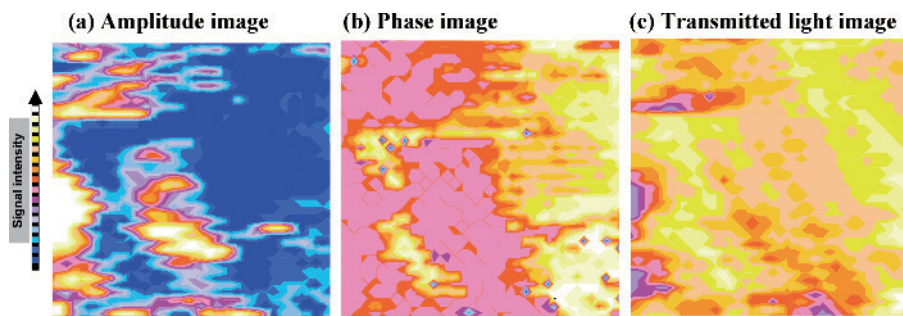 (a) Amplitude image
(b) Phase image
(c) Transmitted light image
Signal intensity